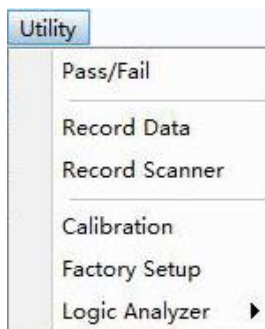 Utility
Pass/Fail
Record Data
Record Scanner
Calibration
Factory Setup
Logic Analyzer